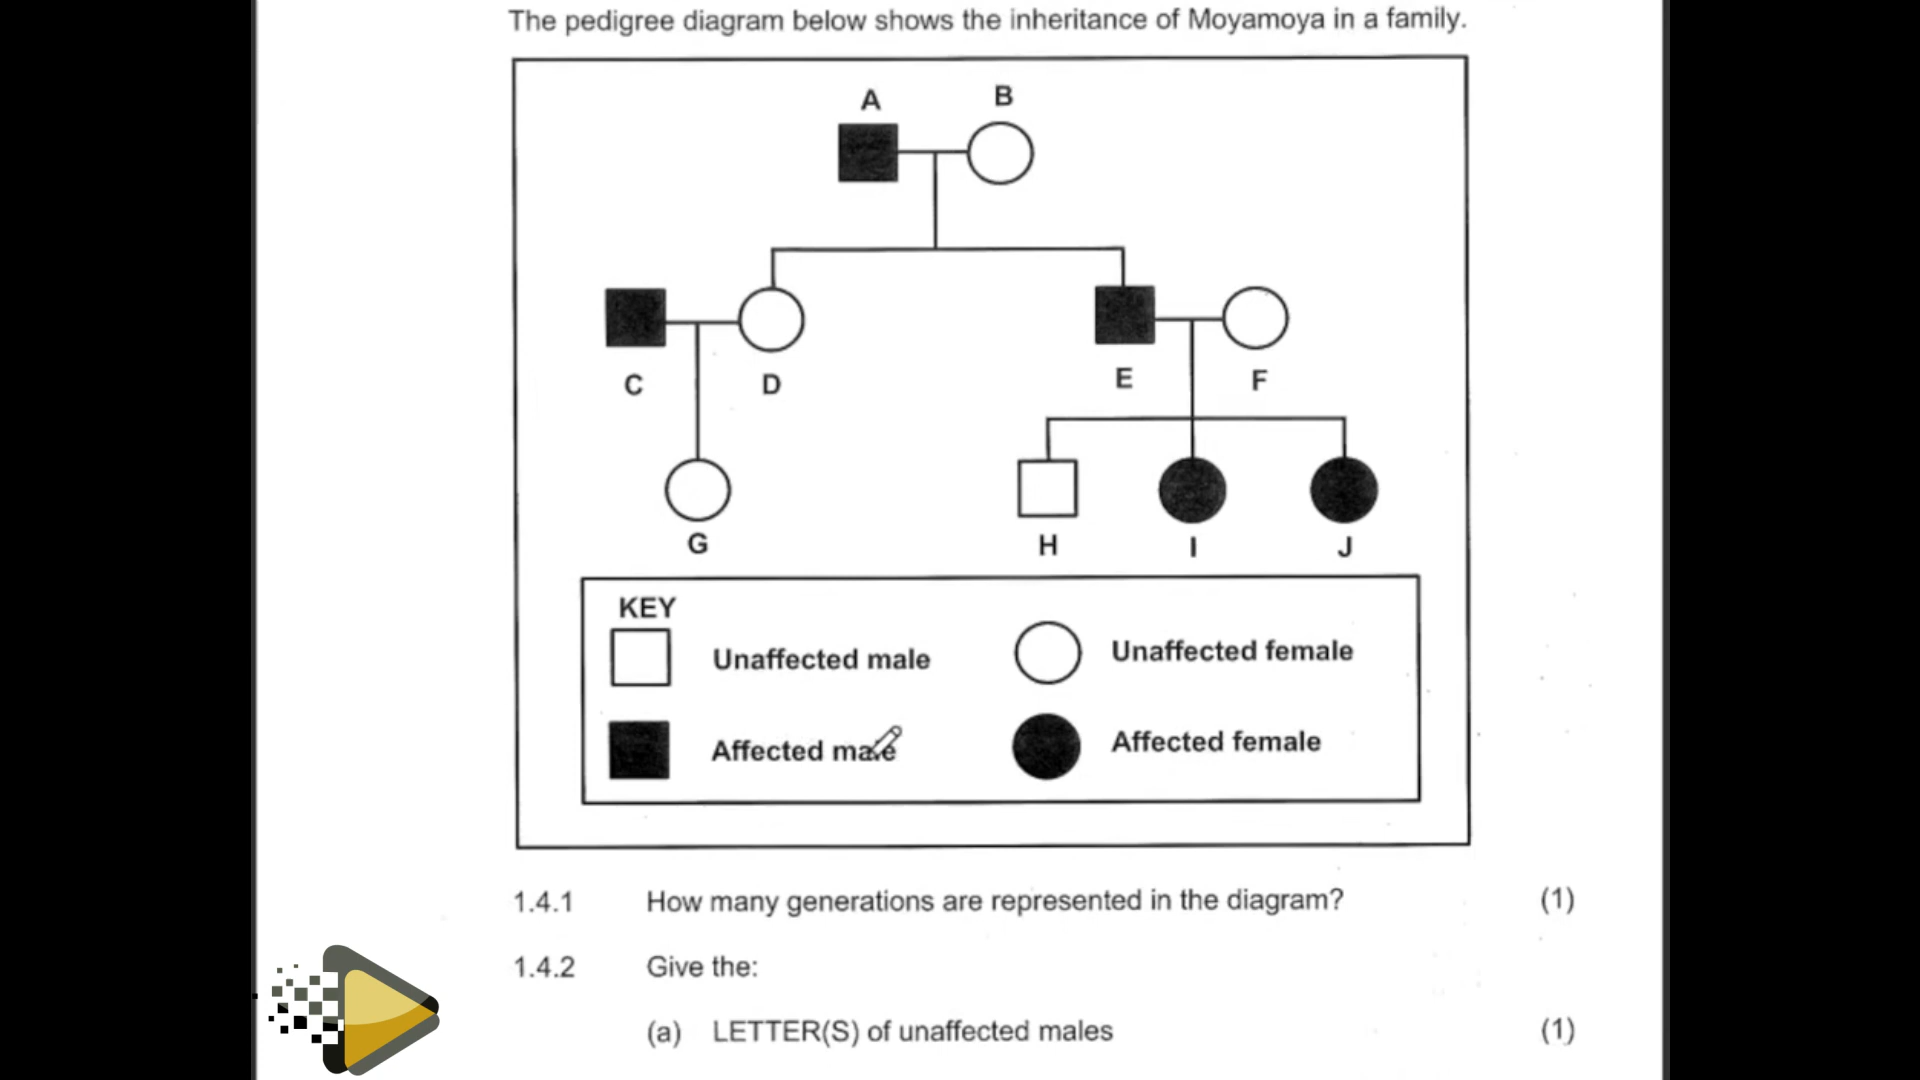 The pedigree diagram below shows the inheritance of Moyamoya in a family.
A B
C D E F
G H I J
KEY
Unaffected male Unaffected female
Affected male Affected female
1.4.1 How many generations are represented in the diagram? (1)
1.4.2 Give the:
(a) LETTER(S) of unaffected males (1)